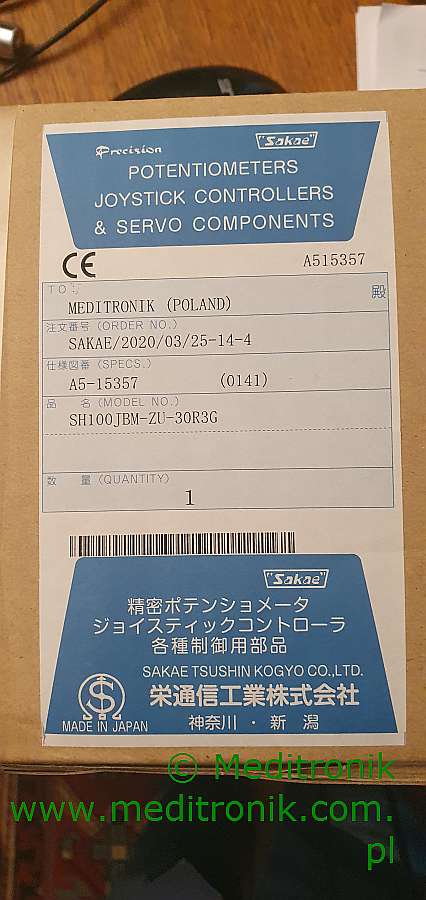 Precision
"Sakae"
POTENTIOMETERS
JOYSTICK CONTROLLERS
& SERVO COMPONENTS
CE
A515357
TO:
殿
MEDITRONIK (POLAND)
注文番号 (ORDER NO.)
SAKAE/2020/03/25-14-4
仕様図番 (SPECS.)
A5-15357 (0141)
品 名 (MODEL NO.)
SH100JBM-ZU-30R3G
数 量 (QUANTITY)
1
"Sakae"
精密ポテンショメータ
ジョイスティックコントローラ
各種制御用部品
SAKAE TSUSHIN KOGYO CO.,LTD.
栄通信工業株式会社
MADE IN JAPAN
神奈川・新潟
© Meditronik
www.meditronik.com.
pl